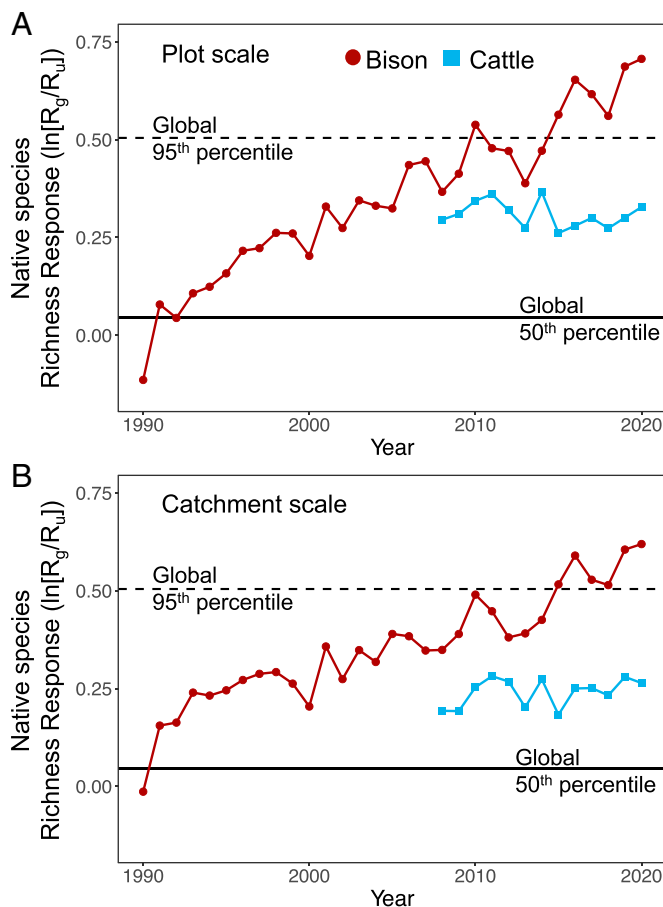 A
Plot scale
Bison
Cattle
Global
95th percentile
Global
50th percentile
0.75
0.50
0.25
0.00
Native species
Richness Response (ln[Rg/Ru])
1990
2000
2010
2020
Year
B
Catchment scale
Global
95th percentile
Global
50th percentile
0.75
0.50
0.25
0.00
Native species
Richness Response (ln[Rg/Ru])
1990
2000
2010
2020
Year